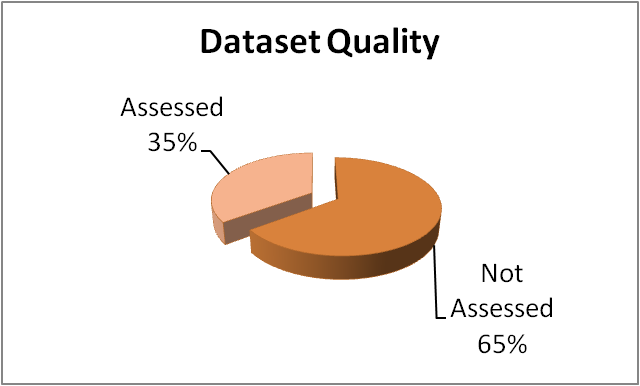 Dataset Quality
Assessed
35%
Not
Assessed
65%